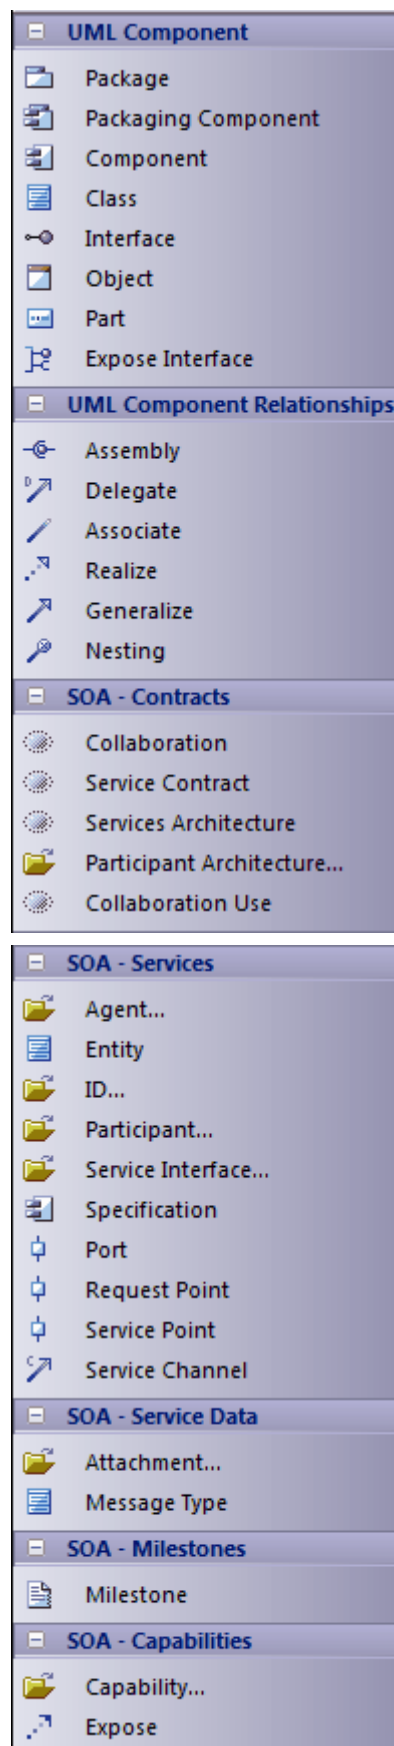 UML Component
Package
Packaging Component
Component
Class
Interface
Object
Part
Expose Interface
UML Component Relationships
Assembly
Delegate
Associate
Realize
Generalize
Nesting
SOA - Contracts
Collaboration
Service Contract
Services Architecture
Participant Architecture...
Collaboration Use
SOA - Services
Agent...
Entity
ID...
Participant...
Service Interface...
Specification
Port
Request Point
Service Point
Service Channel
SOA - Service Data
Attachment...
Message Type
SOA - Milestones
Milestone
SOA - Capabilities
Capability...
Expose